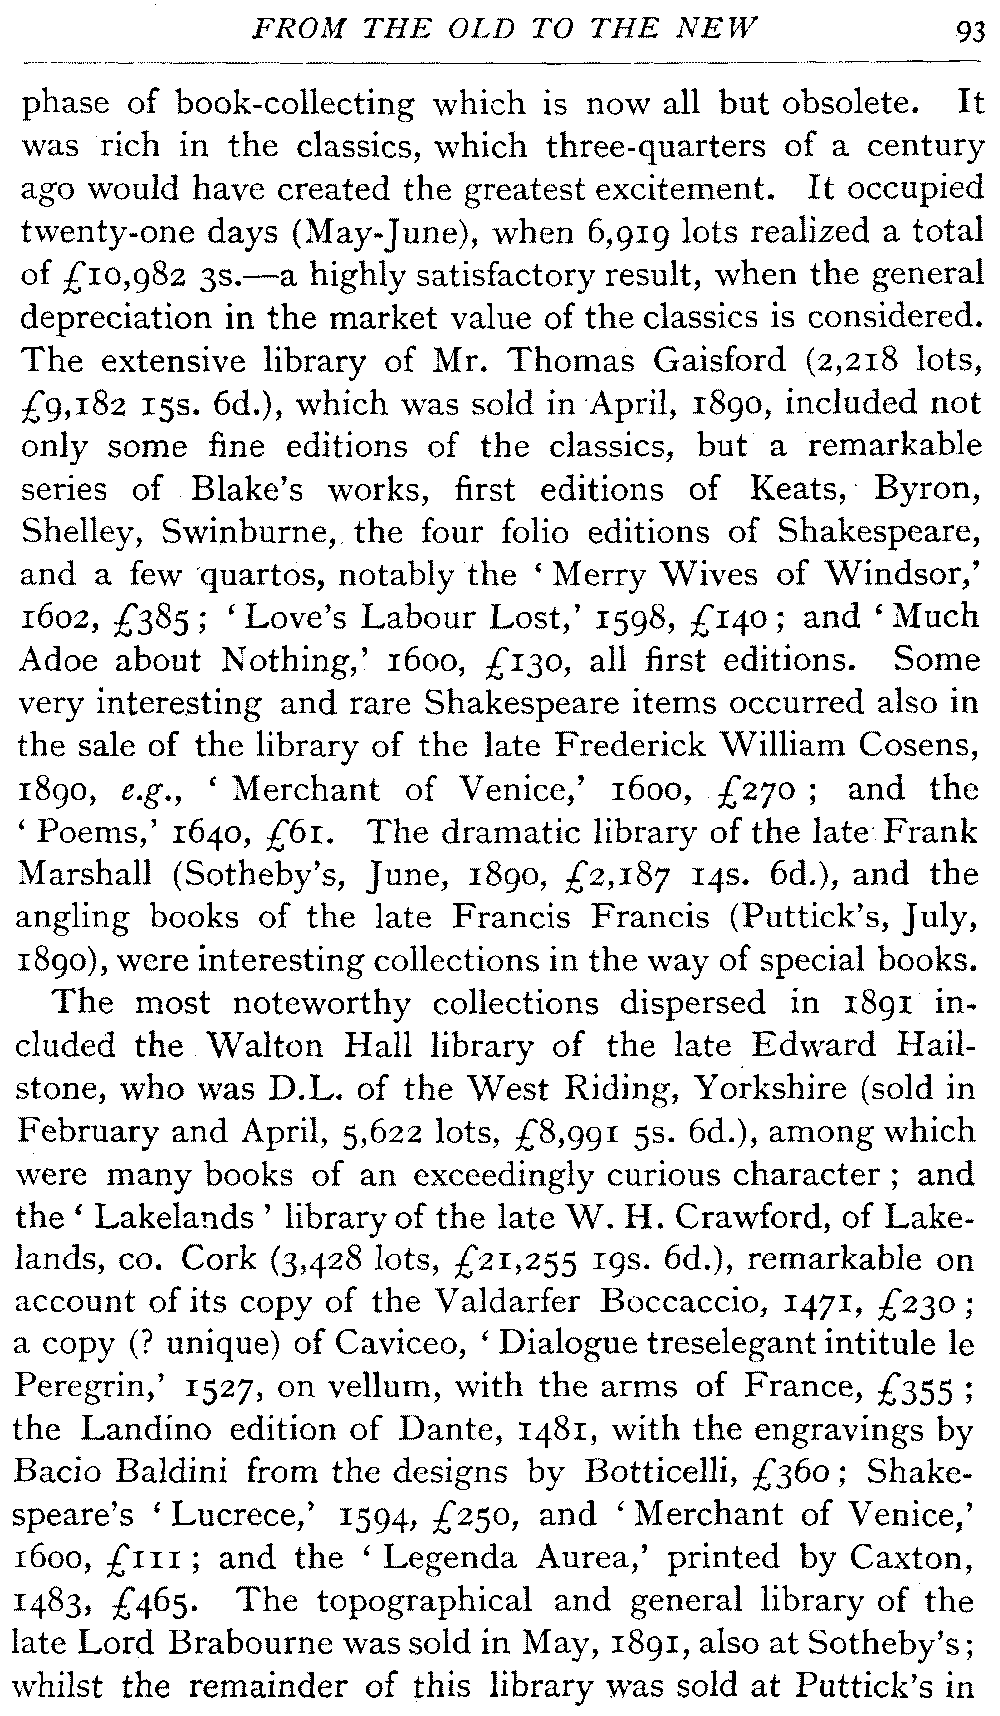 FROM THE OLD TO THE NEW 93
phase of book-collecting which is now all but obsolete. It
was rich in the classics, which three-quarters of a century
ago would have created the greatest excitement. It occupied
twenty-one days (May-June), when 6,919 lots realized a total
of £10,982 3s.—a highly satisfactory result, when the general
depreciation in the market value of the classics is considered.
The extensive library of Mr. Thomas Gaisford (2,218 lots,
£9,182 15s. 6d.), which was sold in April, 1890, included not
only some fine editions of the classics, but a remarkable
series of Blake's works, first editions of Keats, Byron,
Shelley, Swinburne, the four folio editions of Shakespeare,
and a few quartos, notably the ‘ Merry Wives of Windsor,’
1602, £385 ; ‘ Love's Labour Lost,’ 1598, £140 ; and ‘ Much
Adoe about Nothing,’ 1600, £130, all first editions. Some
very interesting and rare Shakespeare items occurred also in
the sale of the library of the late Frederick William Cosens,
1890, e.g., ‘ Merchant of Venice,’ 1600, £270 ; and the
‘ Poems,’ 1640, £61. The dramatic library of the late Frank
Marshall (Sotheby's, June, 1890, £2,187 14s. 6d.), and the
angling books of the late Francis Francis (Puttick's, July,
1890), were interesting collections in the way of special books.
The most noteworthy collections dispersed in 1891 in-
cluded the Walton Hall library of the late Edward Hail-
stone, who was D.L. of the West Riding, Yorkshire (sold in
February and April, 5,622 lots, £8,991 5s. 6d.), among which
were many books of an exceedingly curious character ; and
the ‘ Lakelands ’ library of the late W. H. Crawford, of Lake-
lands, co. Cork (3,428 lots, £21,255 19s. 6d.), remarkable on
account of its copy of the Valdarfer Boccaccio, 1471, £230 ;
a copy (? unique) of Caviceo, ‘ Dialogue treselegant intitule le
Peregrin,’ 1527, on vellum, with the arms of France, £355 ;
the Landino edition of Dante, 1481, with the engravings by
Bacio Baldini from the designs by Botticelli, £360 ; Shake-
speare's ‘ Lucrece,’ 1594, £250, and ‘ Merchant of Venice,’
1600, £111 ; and the ‘ Legenda Aurea,’ printed by Caxton,
1483, £465. The topographical and general library of the
late Lord Brabourne was sold in May, 1891, also at Sotheby's ;
whilst the remainder of this library was sold at Puttick's in